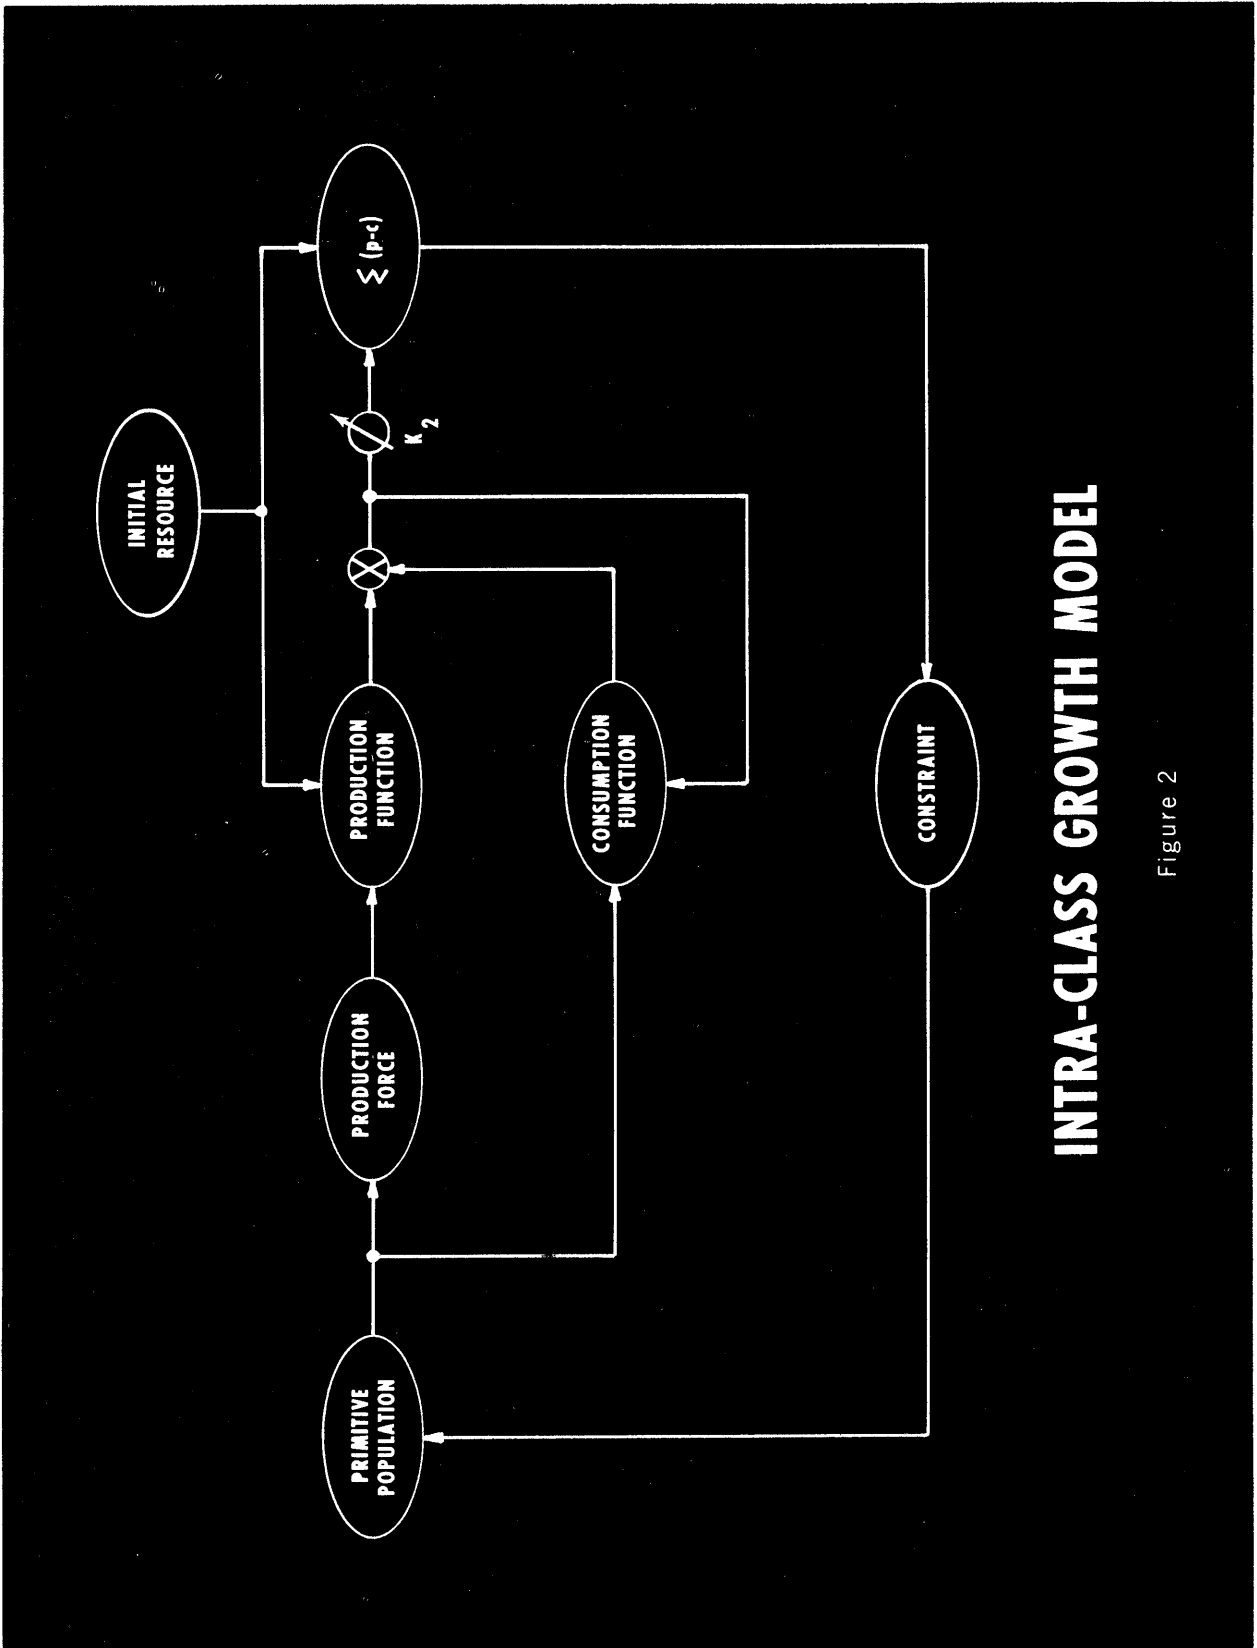 INITIAL
RESOURCE
PRIMITIVE
POPULATION
PRODUCTION
FORCE
PRODUCTION
FUNCTION
K2
∑ (p-c)
CONSUMPTION
FUNCTION
CONSTRAINT
INTRA-CLASS GROWTH MODEL
Figure 2